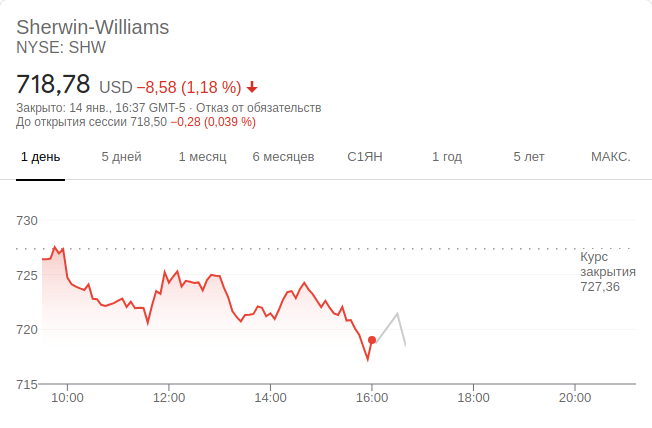 Sherwin-Williams
NYSE: SHW
718,78 USD −8,58 (1,18 %)
Закрыто: 14 янв., 16:37 GMT-5 · Отказ от обязательств
До открытия сессии 718,50 −0,28 (0,039 %)
1 день 5 дней 1 месяц 6 месяцев С1ЯН 1 год 5 лет МАКС.
730
Курс
закрытия
727,36
725
720
715
10:00 12:00 14:00 16:00 18:00 20:00